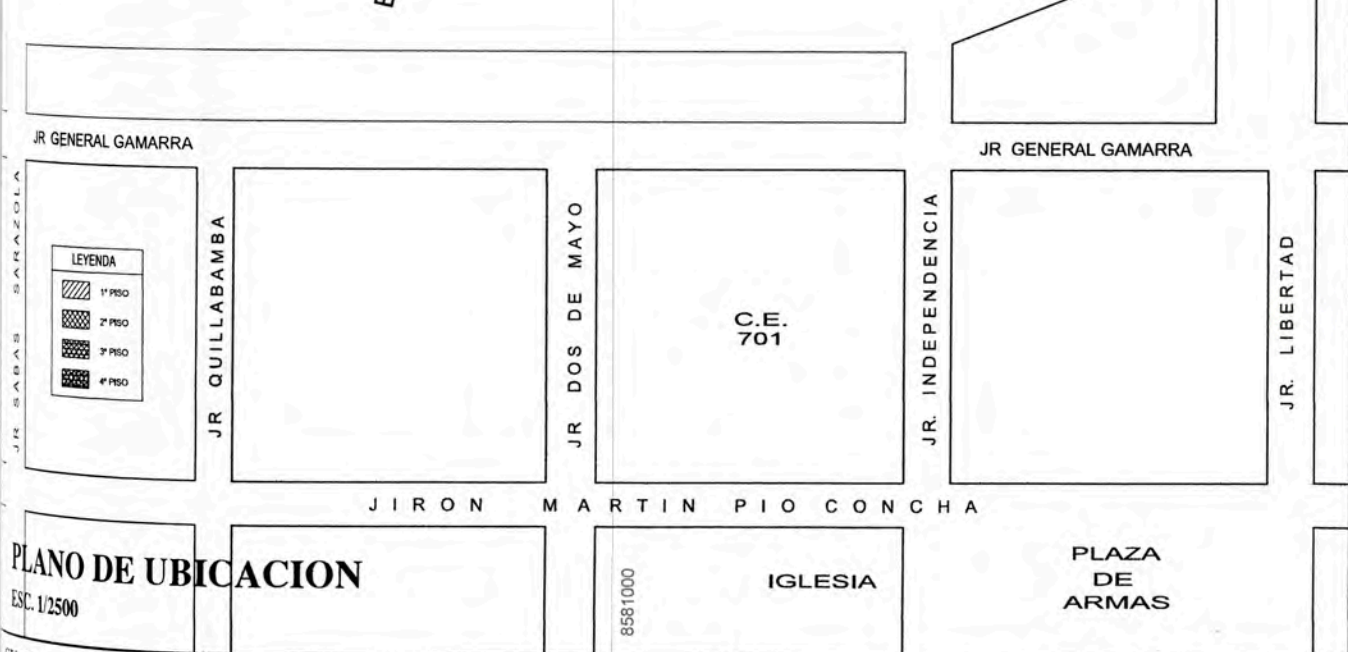 JR GENERAL GAMARRA
JR GENERAL GAMARRA
JR SABAS SARAZOLA
LEYENDA
1º PISO
2º PISO
3º PISO
4º PISO
JR QUILLABAMBA
JR DOS DE MAYO
C.E.
701
JR. INDEPENDENCIA
JR. LIBERTAD
JIRON MARTIN PIO CONCHA
PLANO DE UBICACION
ESC. 1/2500
8581000
IGLESIA
PLAZA
DE
ARMAS